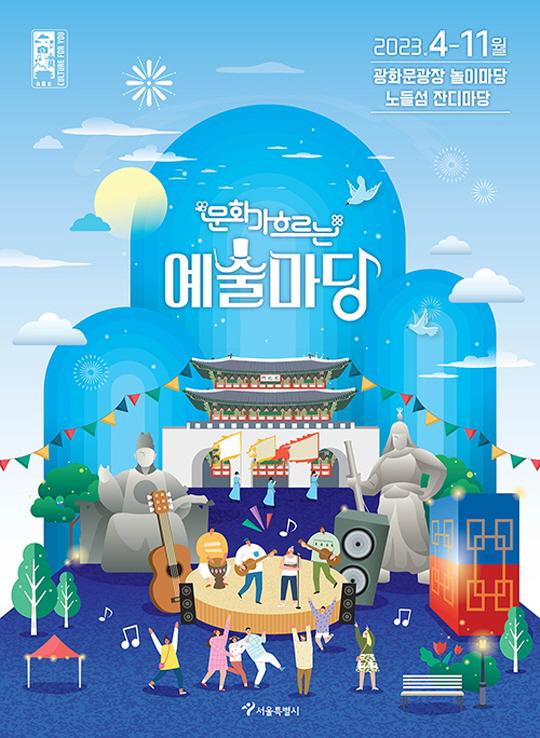 CULTURE FOR YOU
2023.4-11월
광화문광장 놀이마당
노들섬 잔디마당
문화가흐르는
예술마당
서울특별시